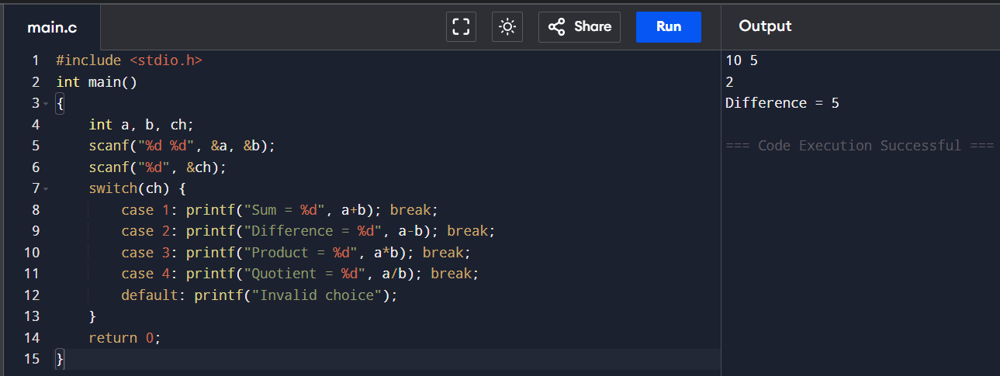 main.c
Share
Run
Output
1 #include <stdio.h>
2 int main()
3 {
4     int a, b, ch;
5     scanf("%d %d", &a, &b);
6     scanf("%d", &ch);
7     switch(ch) {
8         case 1: printf("Sum = %d", a+b); break;
9         case 2: printf("Difference = %d", a-b); break;
10         case 3: printf("Product = %d", a*b); break;
11         case 4: printf("Quotient = %d", a/b); break;
12         default: printf("Invalid choice");
13     }
14     return 0;
15 }
10 5
2
Difference = 5
=== Code Execution Successful ===